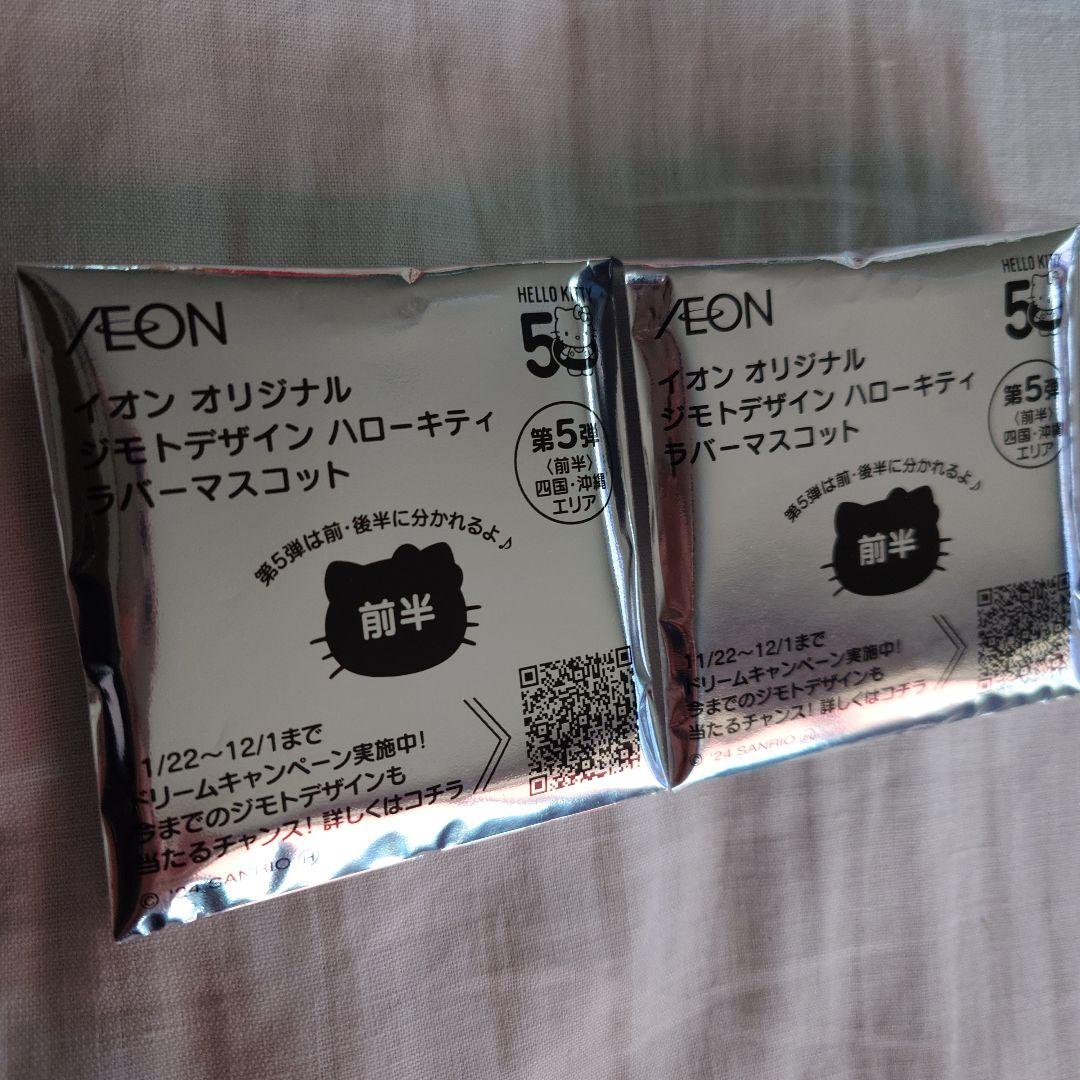 ÆON
HELLO KITTY
50
イオン オリジナル
ジモトデザイン ハローキティ
ラバーマスコット
第5弾
〈前半〉
四国・沖縄
エリア
第5弾は前・後半に分かれるよ♪
前半
11/22～12/1まで
ドリームキャンペーン実施中!
今までのジモトデザインも
当たるチャンス! 詳しくはコチラ
© '24 SANRIO Ⓗ
ÆON
HELLO KITTY
50
イオン オリジナル
ジモトデザイン ハローキティ
ラバーマスコット
第5弾
〈前半〉
四国・沖縄
エリア
第5弾は前・後半に分かれるよ♪
前半
11/22～12/1まで
ドリームキャンペーン実施中!
今までのジモトデザインも
当たるチャンス! 詳しくはコチラ
© '24 SANRIO Ⓗ